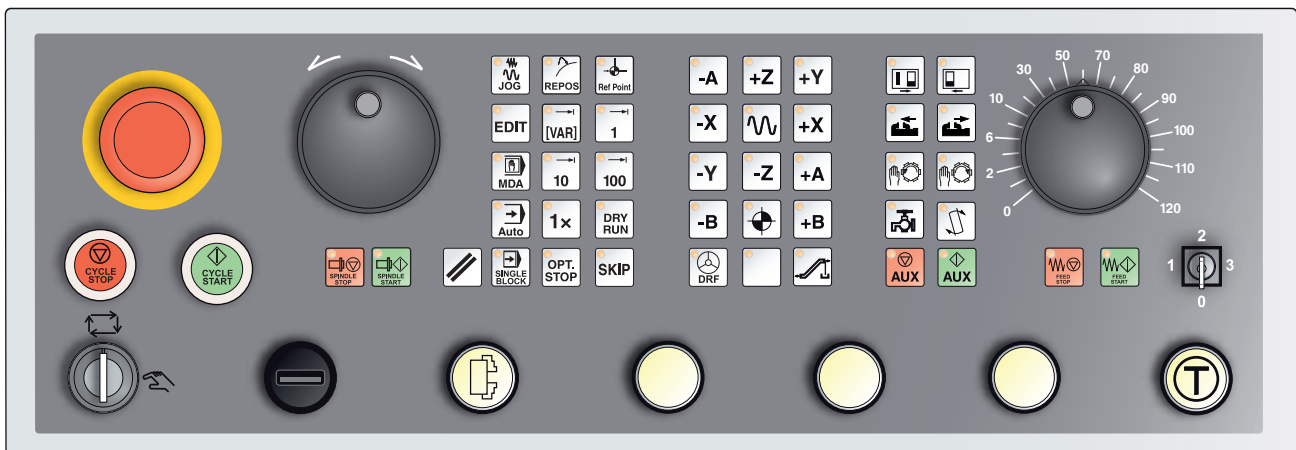 JOG REPOS Ref Point
EDIT [VAR] 1
MDA 10 100
Auto 1× DRY RUN
SINGLE BLOCK OPT. STOP SKIP
-A +Z +Y
-X +X
-Y -Z +A
-B +B
DRF
AUX AUX
0 2 6 10 30 50 70 80 90 100 110 120
CYCLE STOP
CYCLE START
SPINDLE STOP
SPINDLE START
FEED STOP
FEED START
2
1 3
0
T